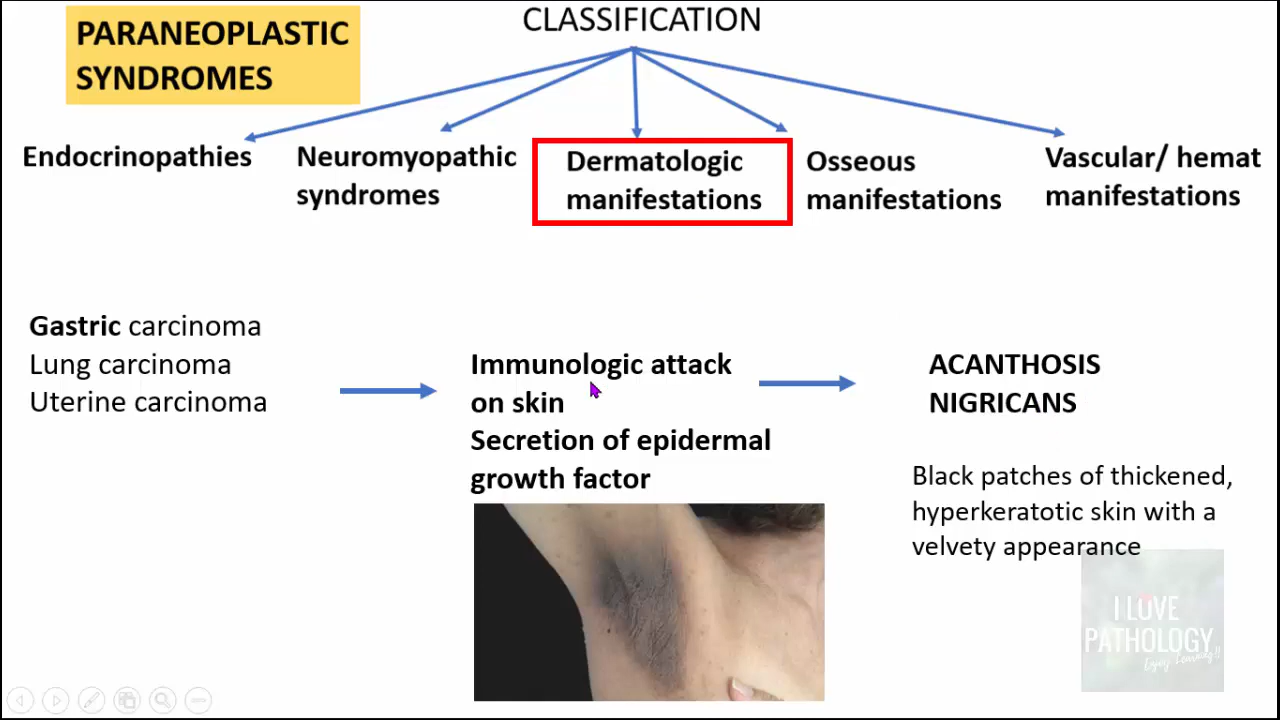 PARANEOPLASTIC
SYNDROMES
CLASSIFICATION
Endocrinopathies
Neuromyopathic
syndromes
Dermatologic
manifestations
Osseous
manifestations
Vascular/ hemat
manifestations
Gastric carcinoma
Lung carcinoma
Uterine carcinoma
Immunologic attack
on skin
Secretion of epidermal
growth factor
ACANTHOSIS
NIGRICANS
Black patches of thickened,
hyperkeratotic skin with a
velvety appearance
I LOVE
PATHOLOGY
Enjoy Learning!!